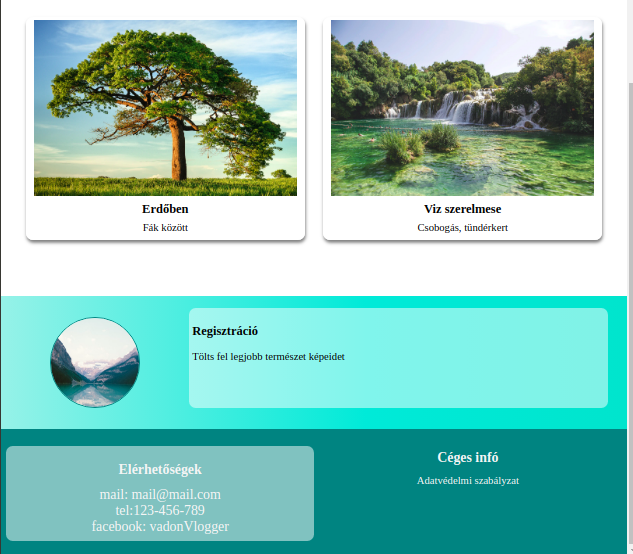 Erdőben
Fák között
Viz szerelmese
Csobogás, tündérkert
Regisztráció
Tölts fel legjobb természet képeidet
Elérhetőségek
mail: mail@mail.com
tel:123-456-789
facebook: vadonVlogger
Céges infó
Adatvédelmi szabályzat